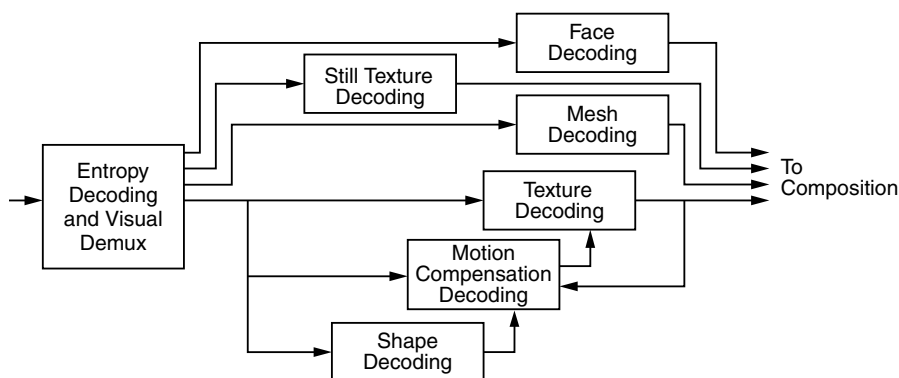 Face
Decoding
Still Texture
Decoding
Mesh
Decoding
Entropy
Decoding
and Visual
Demux
To
Composition
Texture
Decoding
Motion
Compensation
Decoding
Shape
Decoding